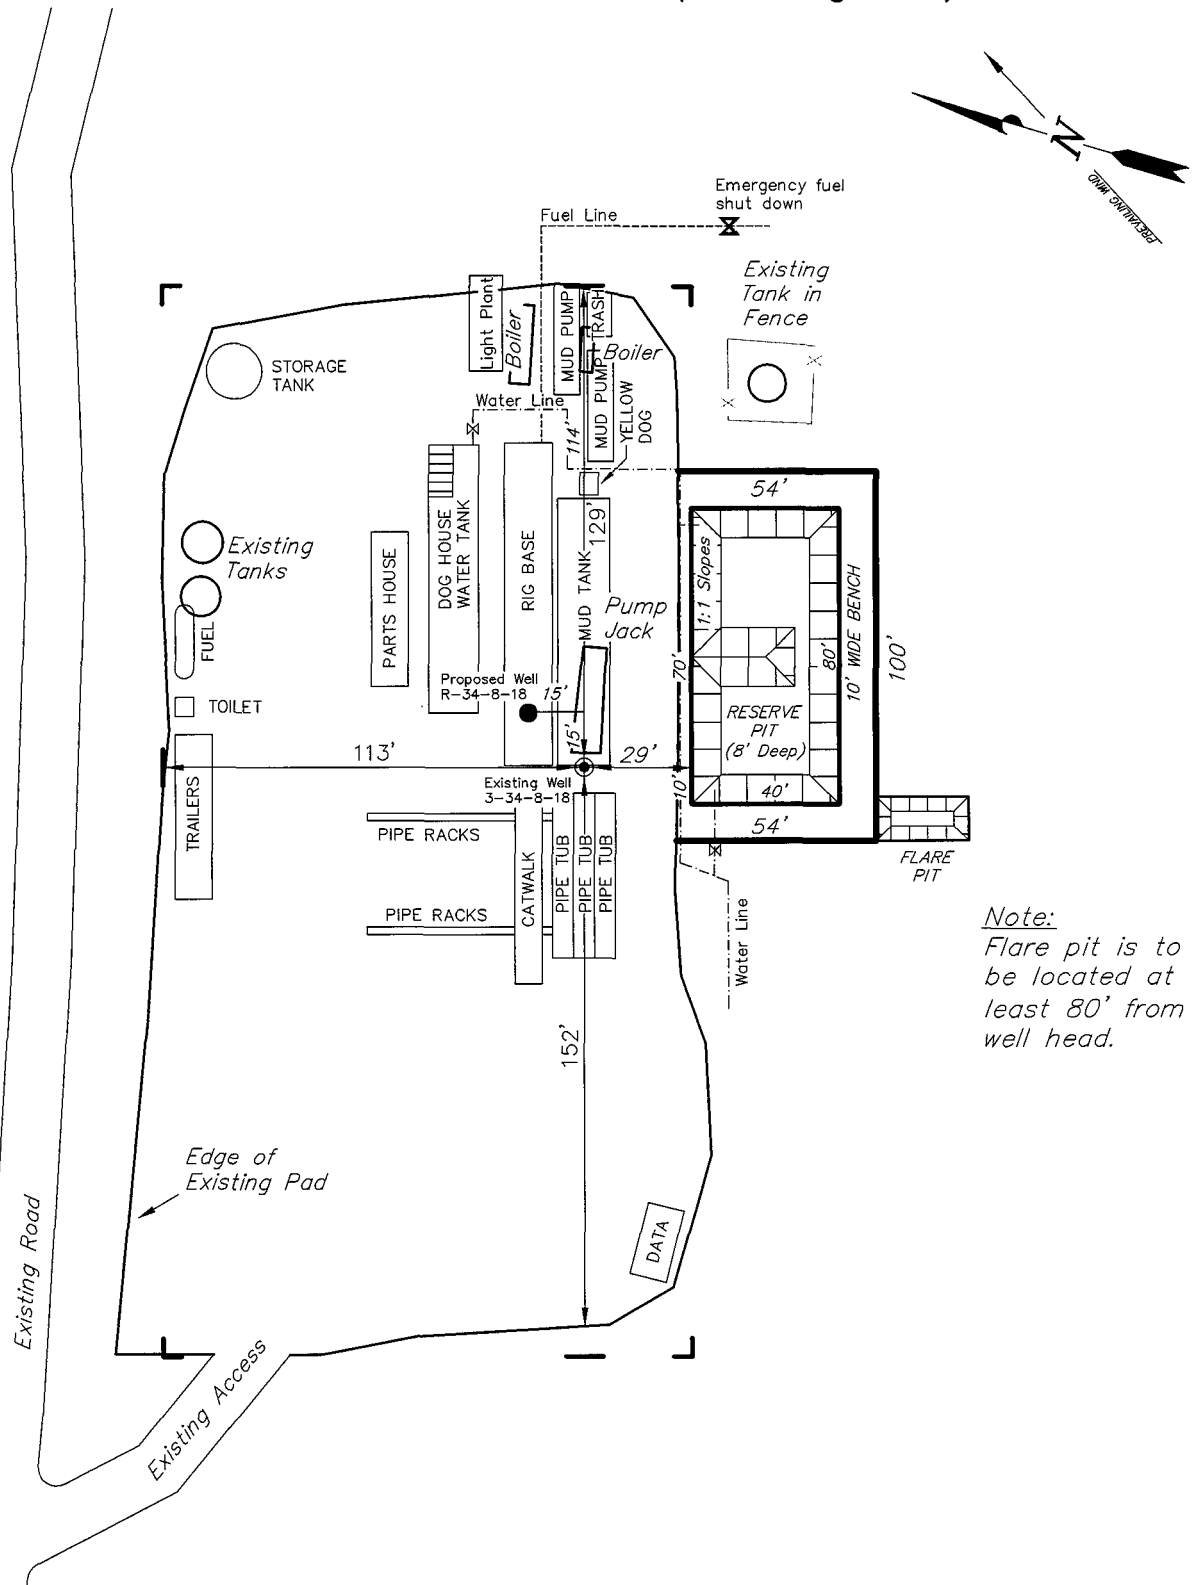 N
PREVAILING WIND
Emergency fuel
shut down
Fuel Line
Existing
Tank in
Fence
Light Plant
Boiler
MUD PUMP
TRASH
Boiler
MUD PUMP
STORAGE
TANK
Water Line
YELLOW
DOG
114'
54'
129'
Existing
Tanks
PARTS HOUSE
DOG HOUSE
WATER TANK
RIG BASE
MUD TANK
Pump
Jack
1:1 Slopes
10' WIDE BENCH
80'
100'
70'
FUEL
Proposed Well
R-34-8-18
15'
TOILET
RESERVE
PIT
(8' Deep)
15'
113'
29'
10'
40'
Existing Well
3-34-8-18
TRAILERS
PIPE RACKS
CATWALK
PIPE TUB
PIPE TUB
PIPE TUB
54'
FLARE
PIT
PIPE RACKS
Water Line
Note:
Flare pit is to
be located at
least 80' from
well head.
152'
Edge of
Existing Pad
DATA
Existing Road
Existing Access